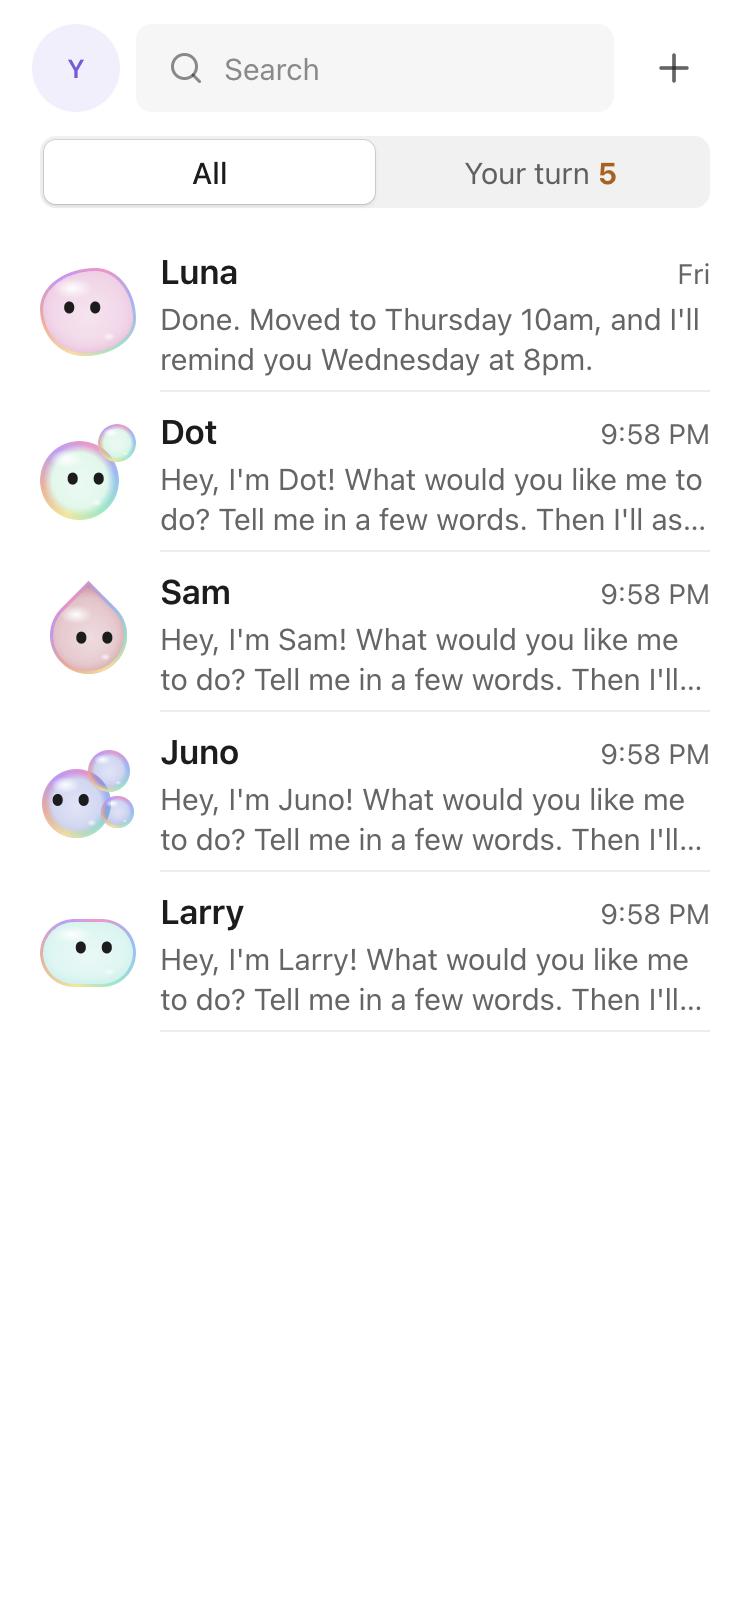 Y
Search
All
Your turn 5
Luna
Fri
Done. Moved to Thursday 10am, and I'll
remind you Wednesday at 8pm.
Dot
9:58 PM
Hey, I'm Dot! What would you like me to
do? Tell me in a few words. Then I'll as...
Sam
9:58 PM
Hey, I'm Sam! What would you like me
to do? Tell me in a few words. Then I'll...
Juno
9:58 PM
Hey, I'm Juno! What would you like me
to do? Tell me in a few words. Then I'll...
Larry
9:58 PM
Hey, I'm Larry! What would you like me
to do? Tell me in a few words. Then I'll...